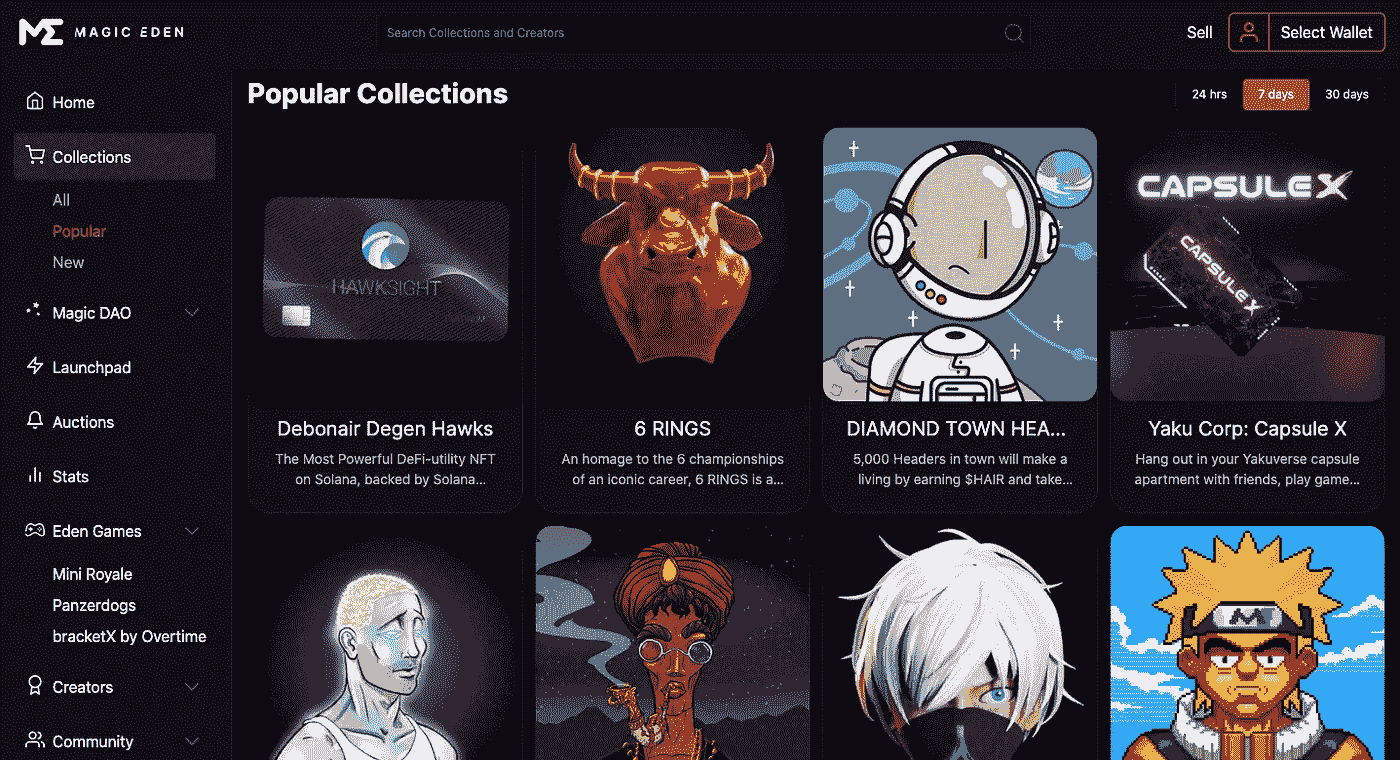 MAGIC EDEN
Search Collections and Creators
Sell
Select Wallet
Home
Collections
All
Popular
New
Magic DAO
Launchpad
Auctions
Stats
Eden Games
Mini Royale
Panzerdogs
bracketX by Overtime
Creators
Community
Popular Collections
24 hrs
7 days
30 days
HAWKSIGHT
CAPSULE X
CAPSULE X
Debonair Degen Hawks
The Most Powerful DeFi-utility NFT
on Solana, backed by Solana...
6 RINGS
An homage to the 6 championships
of an iconic career, 6 RINGS is a...
DIAMOND TOWN HEA...
5,000 Headers in town will make a
living by earning $HAIR and take...
Yaku Corp: Capsule X
Hang out in your Yakuverse capsule
apartment with friends, play game...